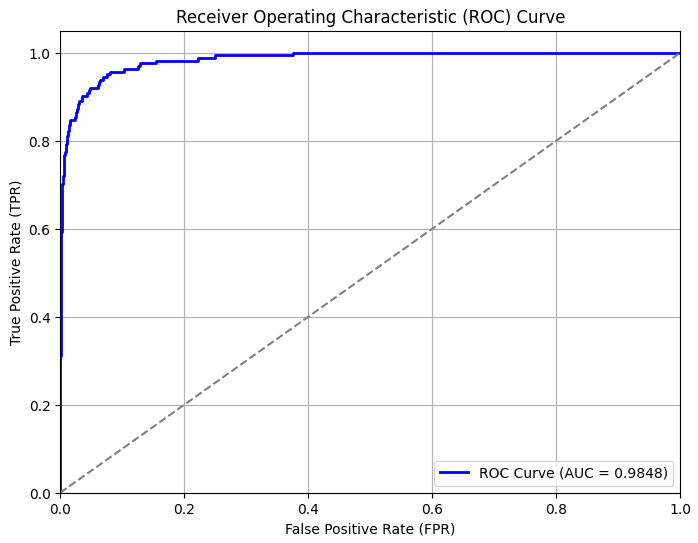 Receiver Operating Characteristic (ROC) Curve
True Positive Rate (TPR)
1.0
0.8
0.6
0.4
0.2
0.0
ROC Curve (AUC = 0.9848)
0.0 0.2 0.4 0.6 0.8 1.0
False Positive Rate (FPR)